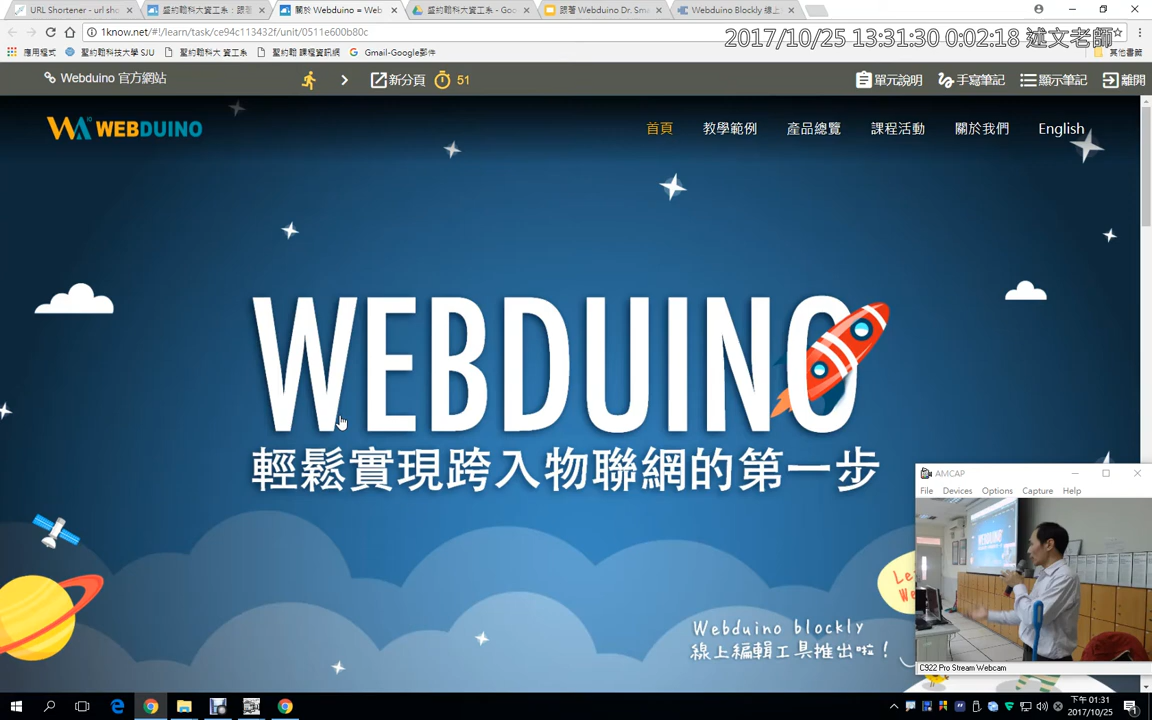 URL Shortener - url sho
盛約翰科大資工系：跟著
關於 Webduino = Web
盛約翰科大資工系 - Goo
跟著 Webduino Dr. Sma
Webduino Blockly 線上
1know.net/#!/learn/task/ce94c113432f/unit/0511e600b80c
2017/10/25 13:31:30 0:02:18 述文老師
應用程式
聖約翰科技大學 SJU
聖約翰科大 資工系
聖約翰 課程資訊網
Gmail-Google郵件
其他書籤
Webduino 官方網站
新分頁
51
單元說明
手寫筆記
顯示筆記
離開
WEBDUINO
首頁
教學範例
產品總覽
課程活動
關於我們
English
WEBDUINO
輕鬆實現跨入物聯網的第一步
Webduino blockly
線上編輯工具推出啦！
Le
We
AMCAP
File
Devices
Options
Capture
Help
C922 Pro Stream Webcam
下午 01:31
2017/10/25